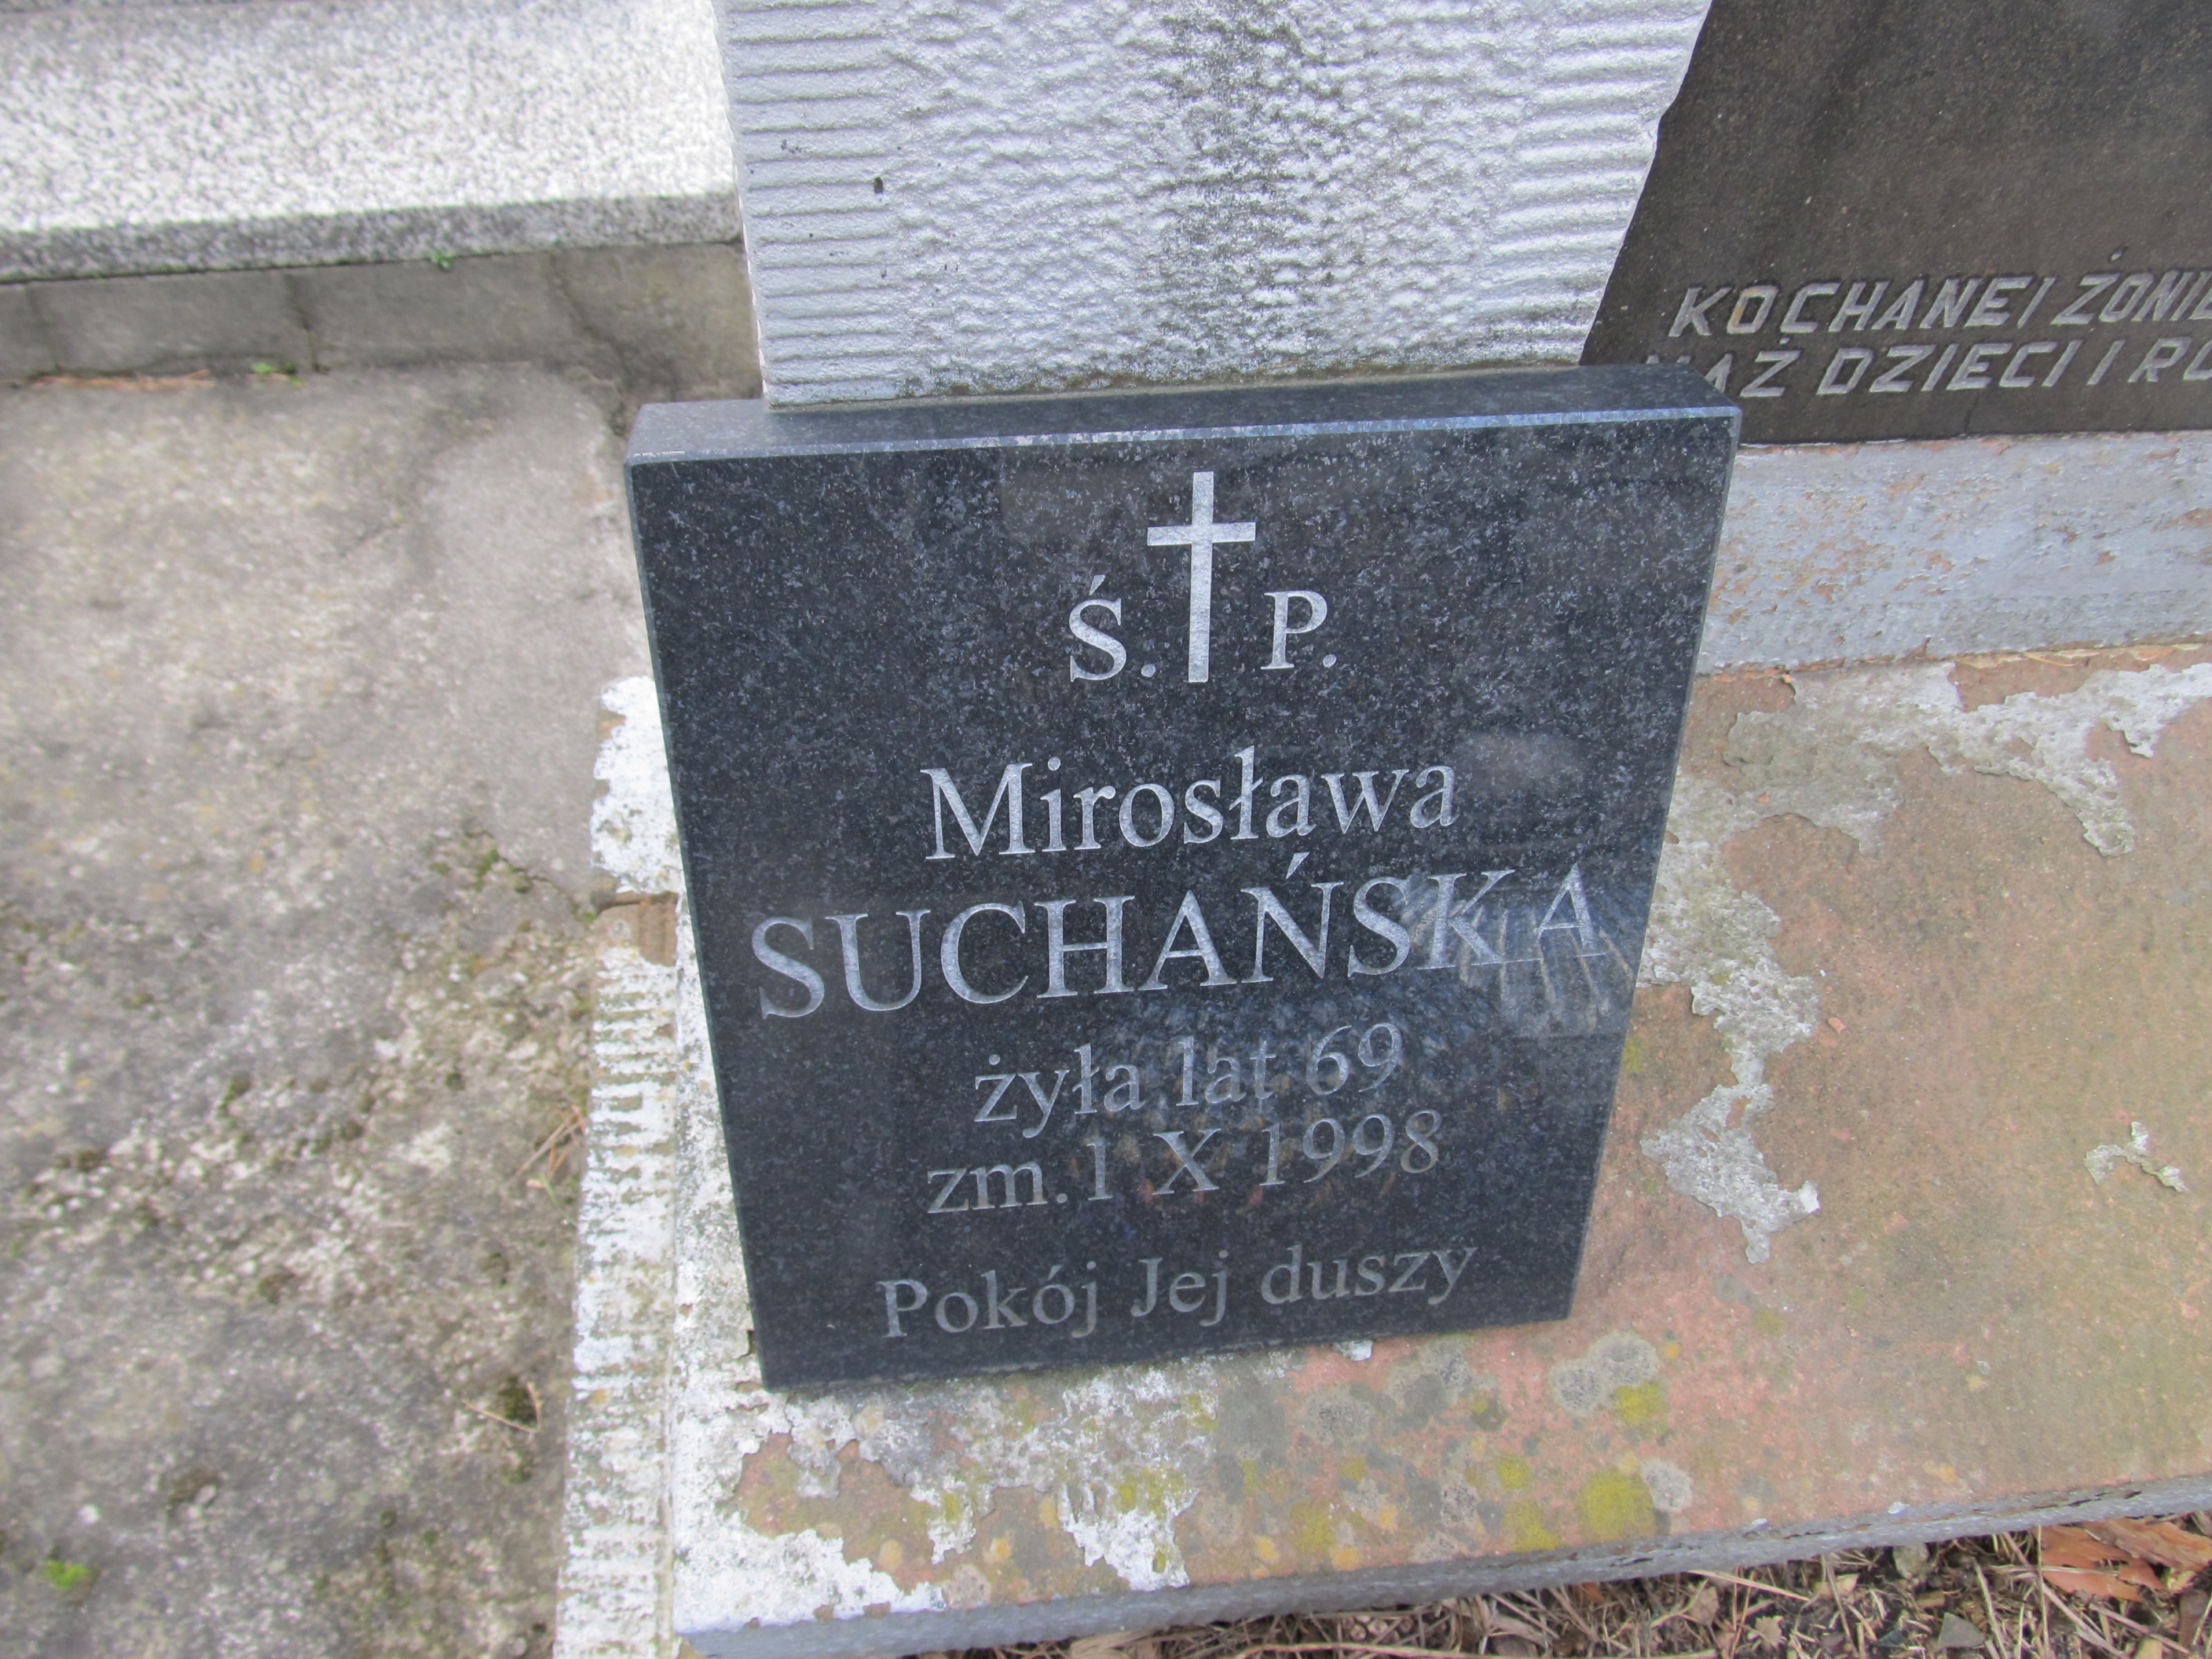 KOCHANEJ ŻONIE
MĄŻ DZIECI I
Ś. P.
Mirosława
SUCHAŃSKA
żyła lat 69
zm. 1 X 1998
Pokój Jej duszy